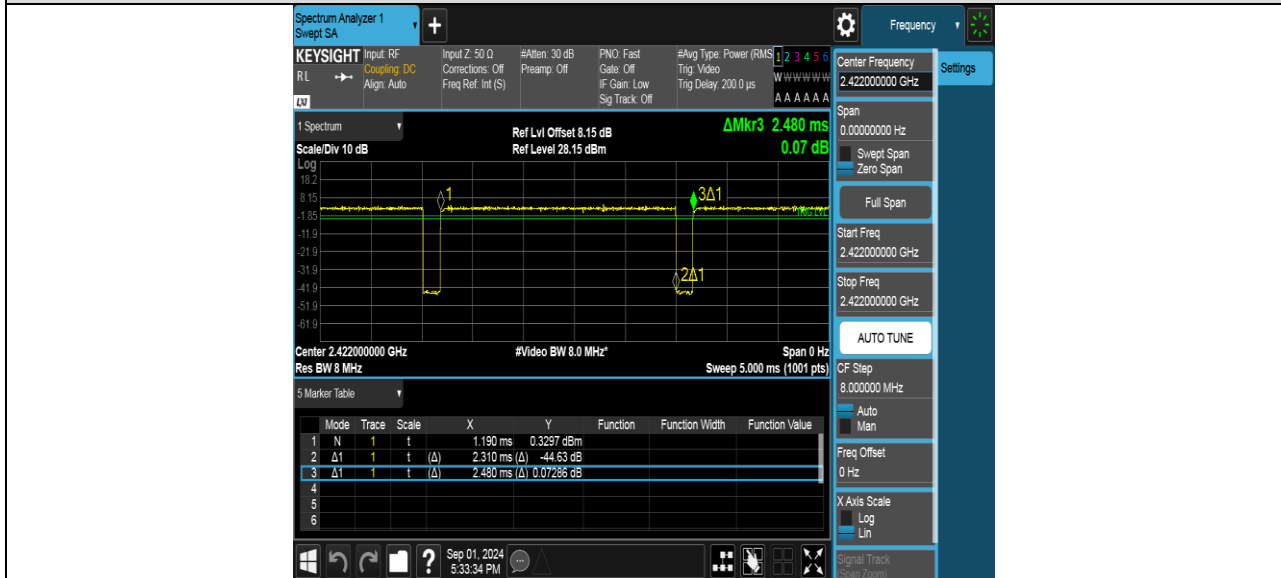 Spectrum Analyzer 1
Swept SA
+
Frequency
KEYSIGHT Input: RF
RL
Coupling: DC
Align: Auto
LXI
Input Z: 50 Ω
Corrections: Off
Freq Ref: Int (S)
#Atten: 30 dB
Preamp: Off
PNO: Fast
Gate: Off
IF Gain: Low
Sig Track: Off
#Avg Type: Power (RMS
Trig: Video
Trig Delay: 200.0 µs
1 2 3 4 5 6
W W W W W W
A A A A A A
1 Spectrum
Scale/Div 10 dB
Ref Lvl Offset 8.15 dB
Ref Level 28.15 dBm
ΔMkr3 2.480 ms
0.07 dB
Log
18.2
8.15
-1.85
-11.9
-21.9
-31.9
-41.9
-51.9
-61.9
1
3Δ1
2Δ1
TRIG LVL
Center 2.422000000 GHz
#Video BW 8.0 MHz*
Span 0 Hz
Res BW 8 MHz
Sweep 5.000 ms (1001 pts)
5 Marker Table
Mode Trace Scale X Y Function Function Width Function Value
1 N 1 t 1.190 ms 0.3297 dBm
2 Δ1 1 t (Δ) 2.310 ms (Δ) -44.63 dB
3 Δ1 1 t (Δ) 2.480 ms (Δ) 0.07286 dB
4
5
6
?
Sep 01, 2024
5:33:34 PM
Center Frequency
2.422000000 GHz
Settings
Span
0.00000000 Hz
Swept Span
Zero Span
Full Span
Start Freq
2.422000000 GHz
Stop Freq
2.422000000 GHz
AUTO TUNE
CF Step
8.000000 MHz
Auto
Man
Freq Offset
0 Hz
X Axis Scale
Log
Lin
Signal Track
(Span Zoom)